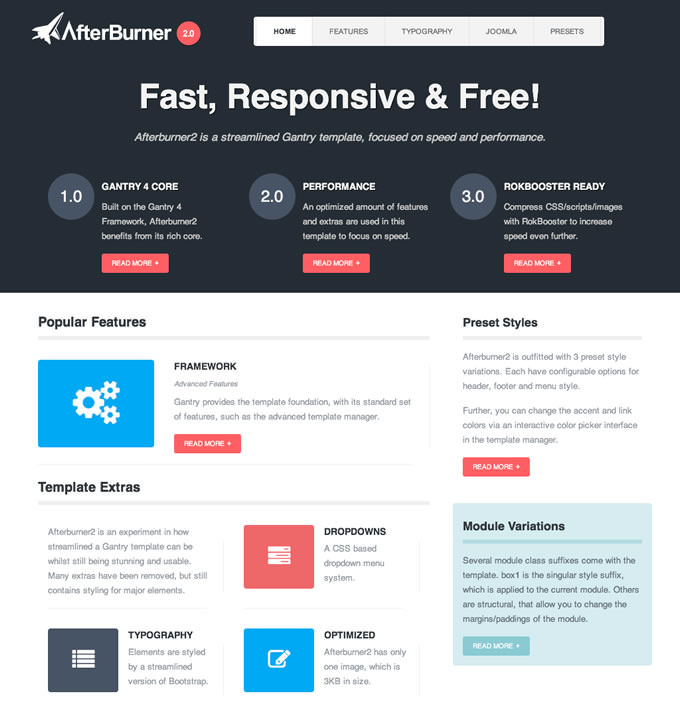 AfterBurner 2.0
HOME FEATURES TYPOGRAPHY JOOMLA PRESETS
Fast, Responsive & Free!
Afterburner2 is a streamlined Gantry template, focused on speed and performance.
1.0
GANTRY 4 CORE
Built on the Gantry 4
Framework, Afterburner2
benefits from its rich core.
READ MORE +
2.0
PERFORMANCE
An optimized amount of features
and extras are used in this
template to focus on speed.
READ MORE +
3.0
ROKBOOSTER READY
Compress CSS/scripts/images
with RokBooster to increase
speed even further.
READ MORE +
Popular Features
FRAMEWORK
Advanced Features
Gantry provides the template foundation, with its standard set
of features, such as the advanced template manager.
READ MORE +
Template Extras
Afterburner2 is an experiment in how
streamlined a Gantry template can be
whilst still being stunning and usable.
Many extras have been removed, but still
contains styling for major elements.
DROPDOWNS
A CSS based
dropdown menu
system.
TYPOGRAPHY
Elements are styled
by a streamlined
version of Bootstrap.
OPTIMIZED
Afterburner2 has only
one image, which is
3KB in size.
Preset Styles
Afterburner2 is outfitted with 3 preset style
variations. Each have configurable options for
header, footer and menu style.
Further, you can change the accent and link
colors via an interactive color picker interface
in the template manager.
READ MORE +
Module Variations
Several module class suffixes come with the
template. box1 is the singular style suffix,
which is applied to the current module. Others
are structural, that allow you to change the
margins/paddings of the module.
READ MORE +